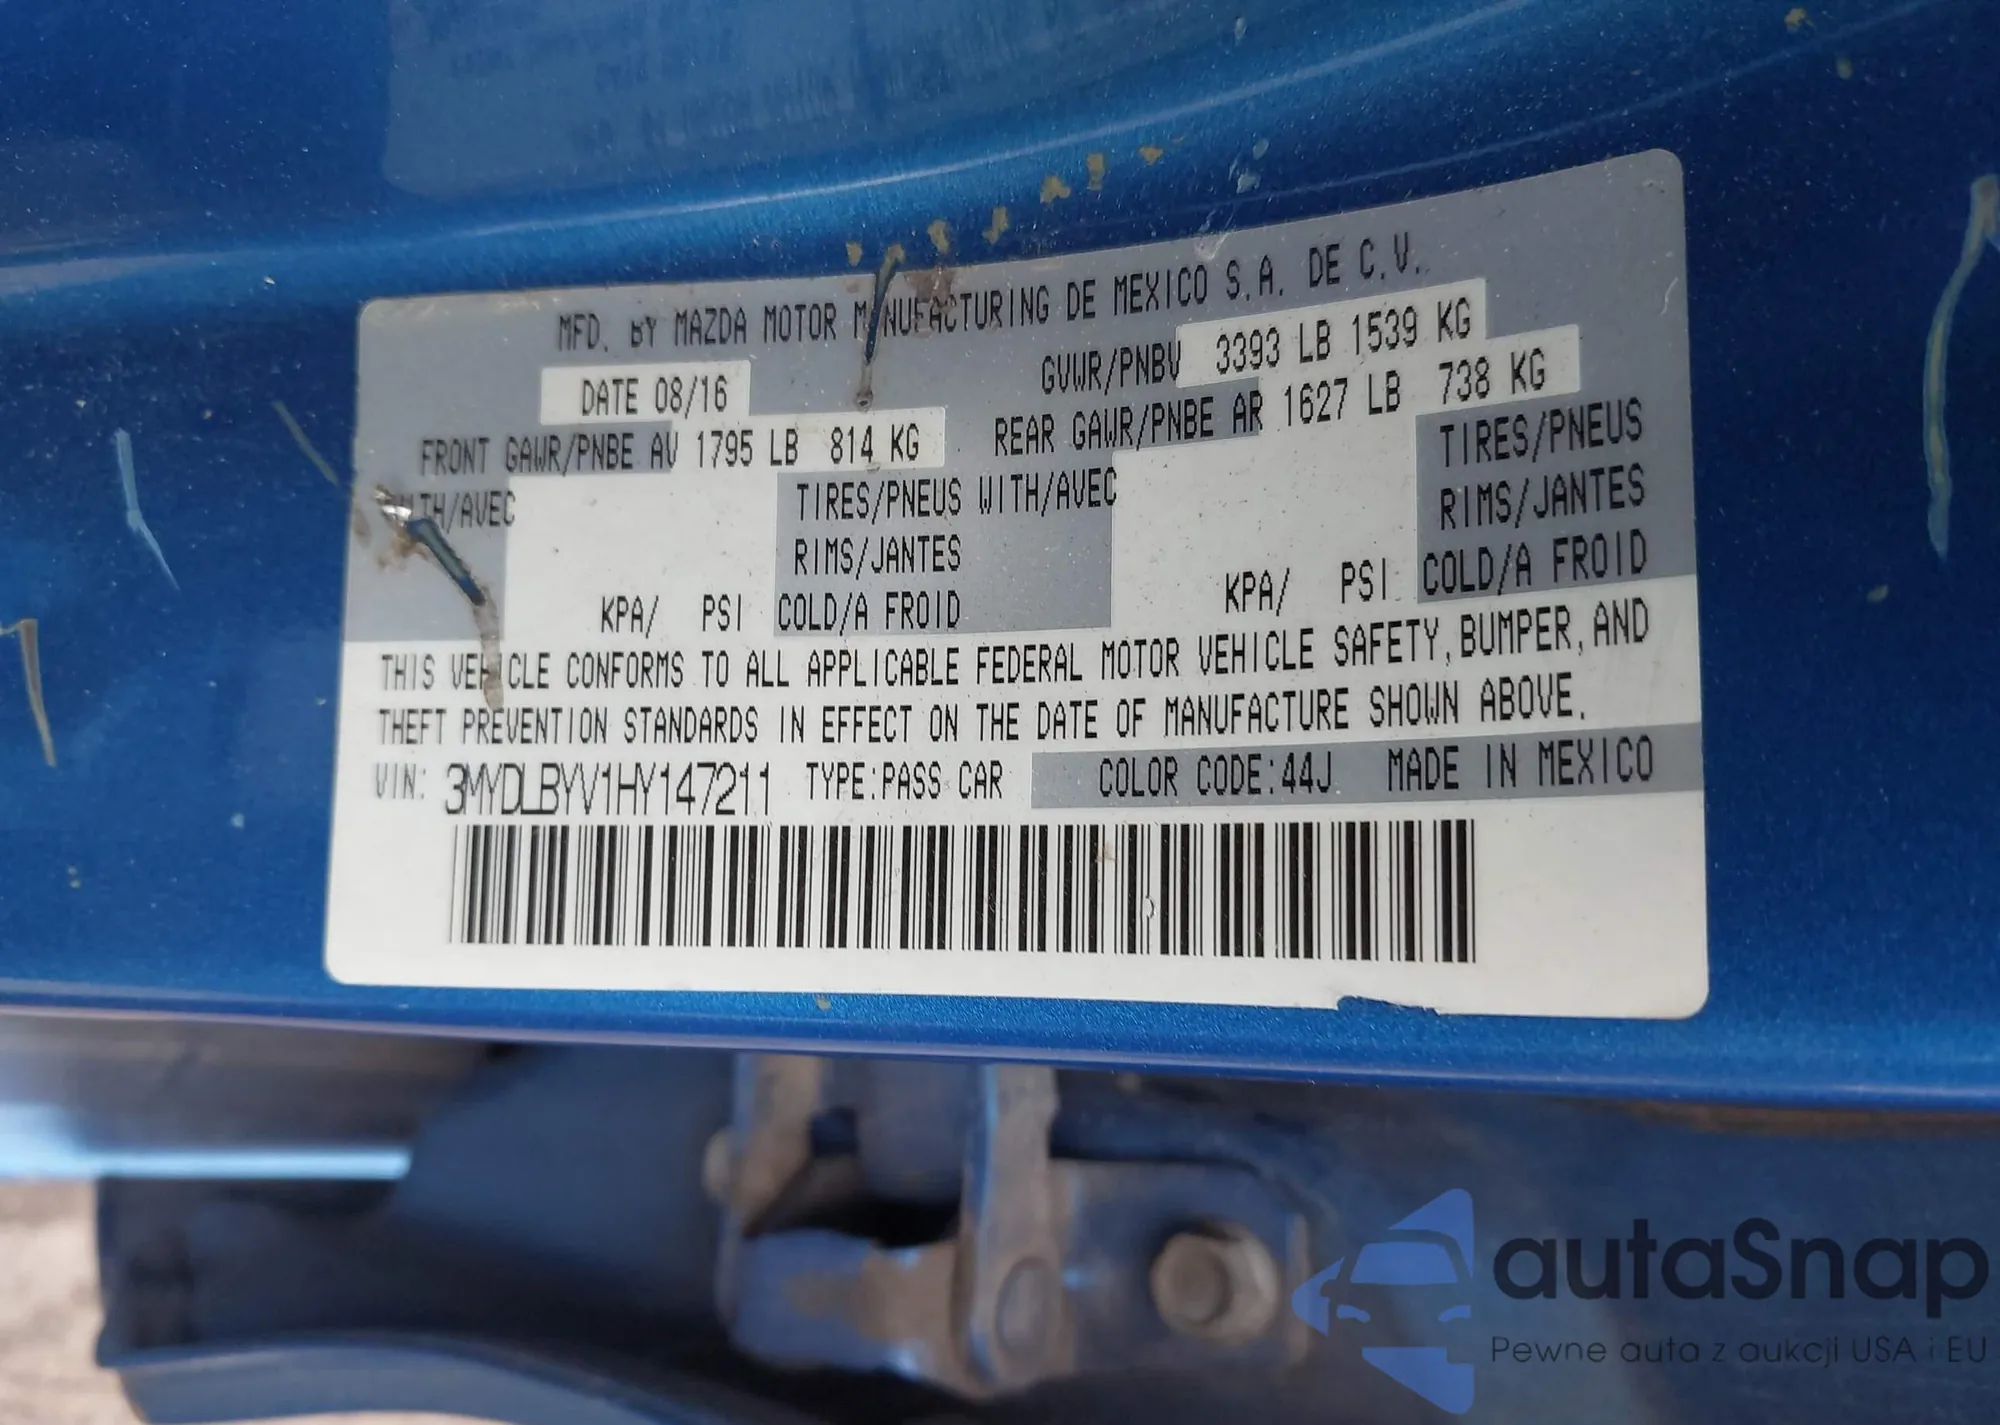 MFD. BY MAZDA MOTOR MANUFACTURING DE MEXICO S.A. DE C.V.
DATE 08/16 GVWR/PNBV 3393 LB 1539 KG
FRONT GAWR/PNBE AV 1795 LB 814 KG REAR GAWR/PNBE AR 1627 LB 738 KG
WITH/AVEC TIRES/PNEUS WITH/AVEC TIRES/PNEUS
RIMS/JANTES RIMS/JANTES
KPA/ PSI COLD/A FROID KPA/ PSI COLD/A FROID
THIS VEHICLE CONFORMS TO ALL APPLICABLE FEDERAL MOTOR VEHICLE SAFETY, BUMPER, AND
THEFT PREVENTION STANDARDS IN EFFECT ON THE DATE OF MANUFACTURE SHOWN ABOVE.
VIN: 3MYDLBYV1HY147211 TYPE:PASS CAR COLOR CODE:44J MADE IN MEXICO
autaSnap
Pewne auta z aukcji USA i EU